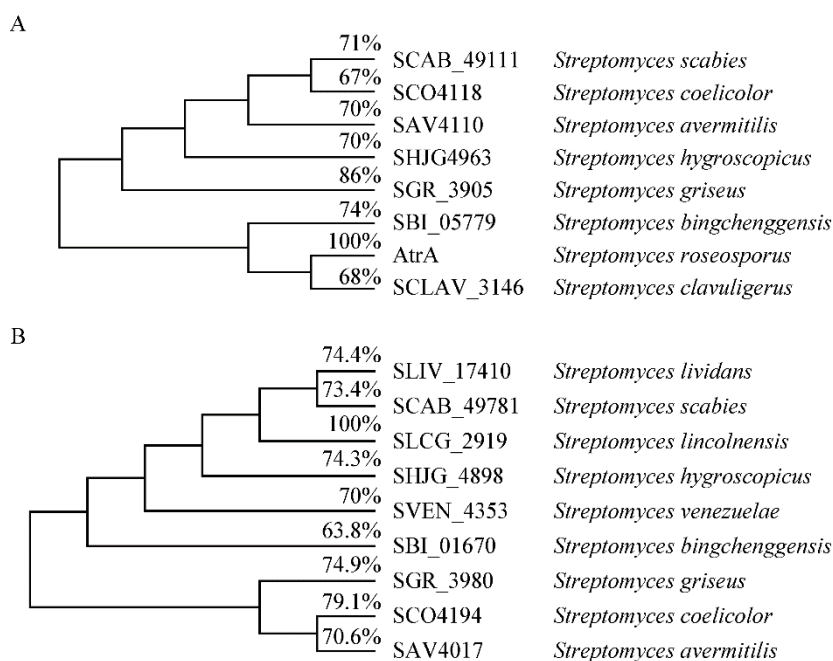 A
71%
SCAB_49111 Streptomyces scabies
67%
SCO4118 Streptomyces coelicolor
70%
SAV4110 Streptomyces avermitilis
70%
SHJG4963 Streptomyces hygroscopicus
86%
SGR_3905 Streptomyces griseus
74%
SBI_05779 Streptomyces bingchenggensis
100%
AtrA Streptomyces roseosporus
68%
SCLAV_3146 Streptomyces clavuligerus
B
74.4%
SLIV_17410 Streptomyces lividans
73.4%
SCAB_49781 Streptomyces scabies
100%
SLCG_2919 Streptomyces lincolnensis
74.3%
SHJG_4898 Streptomyces hygroscopicus
70%
SVEN_4353 Streptomyces venezuelae
63.8%
SBI_01670 Streptomyces bingchenggensis
74.9%
SGR_3980 Streptomyces griseus
79.1%
SCO4194 Streptomyces coelicolor
70.6%
SAV4017 Streptomyces avermitilis